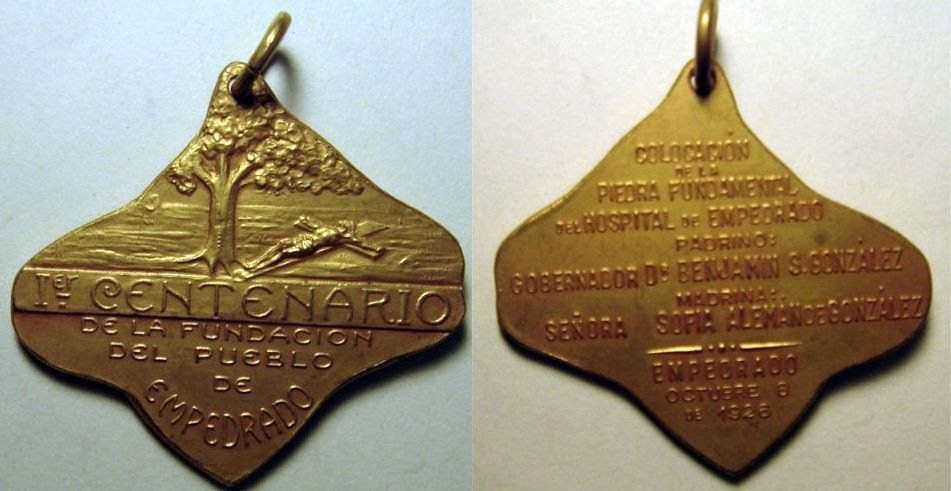 Ier CENTENARIO
DE LA FUNDACION
DEL PUEBLO
DE
EMPEDRADO
COLOCACIÓN
DE LA
PIEDRA FUNDAMENTAL
DEL HOSPITAL DE EMPEDRADO
PADRINO:
GOBERNADOR Dr BENJAMIN S. GONZÁLEZ
MADRINA:
SEÑORA SOFÍA ALEMÁN DE GONZÁLEZ
EMPEDRADO
OCTUBRE 8
DE 1926